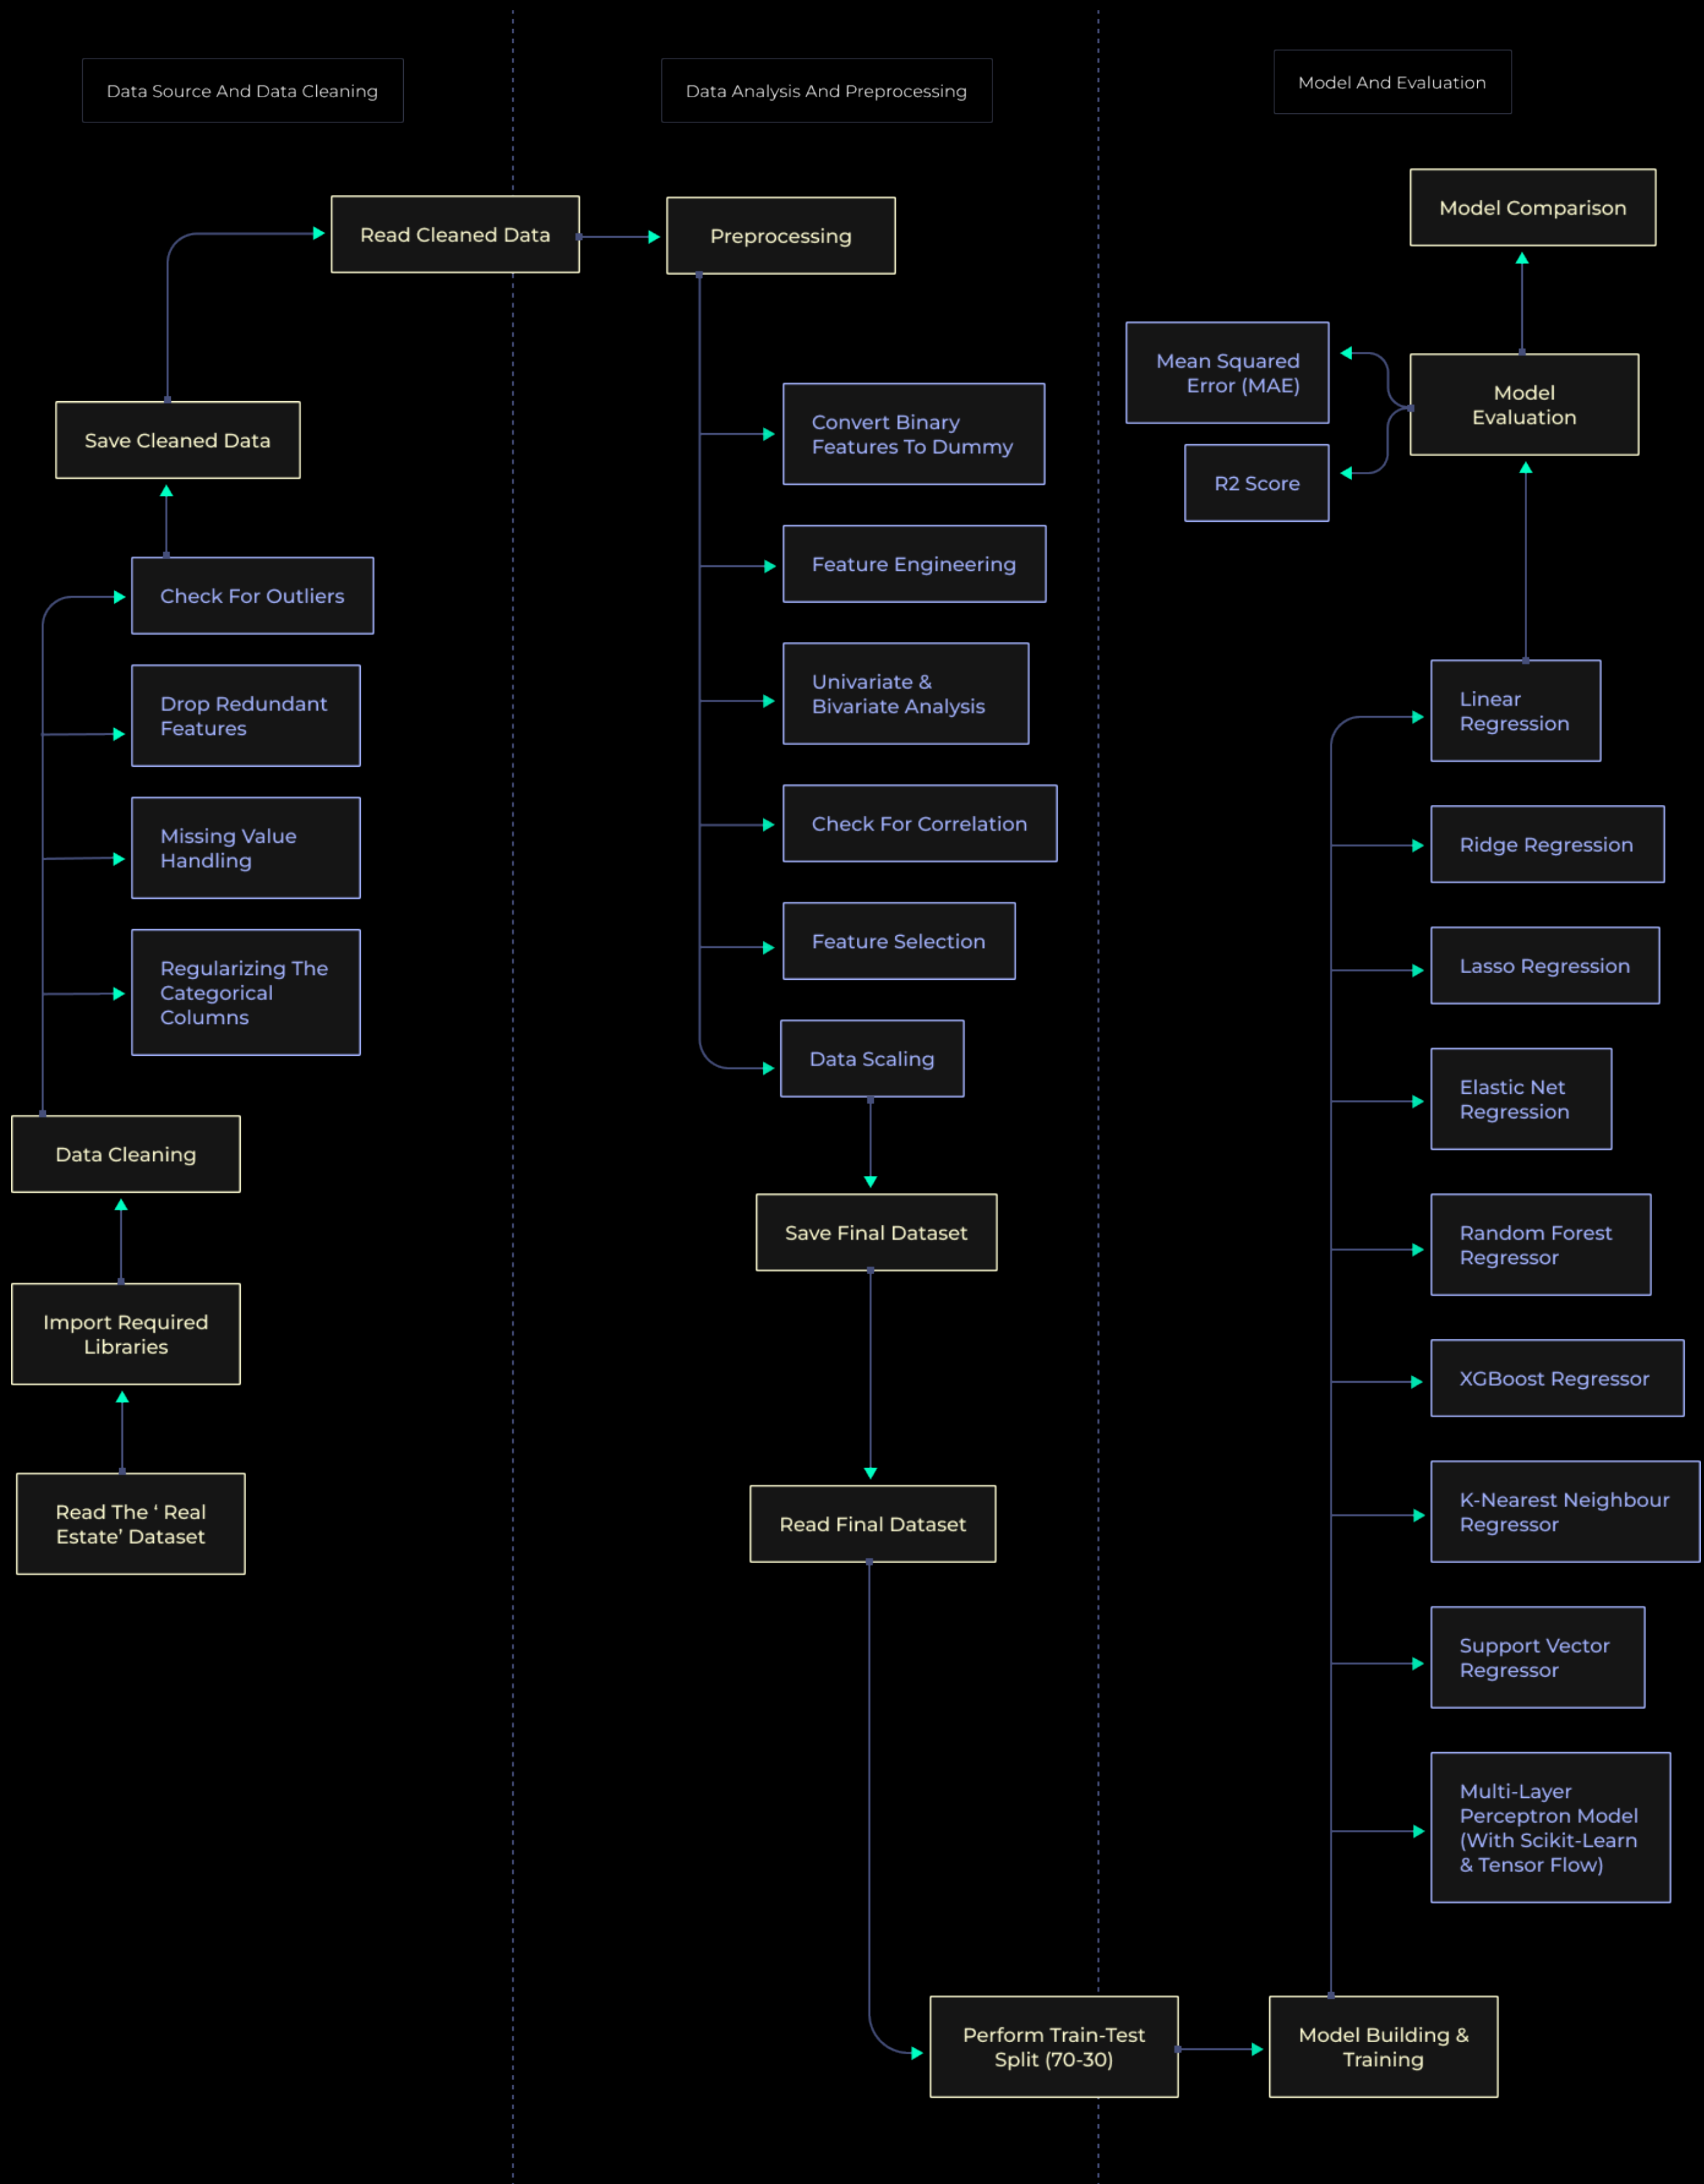 Data Source And Data Cleaning
Read Cleaned Data
Save Cleaned Data
Check For Outliers
Drop Redundant
Features
Missing Value
Handling
Regularizing The
Categorical
Columns
Data Cleaning
Import Required
Libraries
Read The ‘ Real
Estate’ Dataset
Data Analysis And Preprocessing
Preprocessing
Convert Binary
Features To Dummy
Feature Engineering
Univariate &
Bivariate Analysis
Check For Correlation
Feature Selection
Data Scaling
Save Final Dataset
Read Final Dataset
Perform Train-Test
Split (70-30)
Model And Evaluation
Model Comparison
Mean Squared
Error (MAE)
R2 Score
Model
Evaluation
Linear
Regression
Ridge Regression
Lasso Regression
Elastic Net
Regression
Random Forest
Regressor
XGBoost Regressor
K-Nearest Neighbour
Regressor
Support Vector
Regressor
Multi-Layer
Perceptron Model
(With Scikit-Learn
& Tensor Flow)
Model Building &
Training